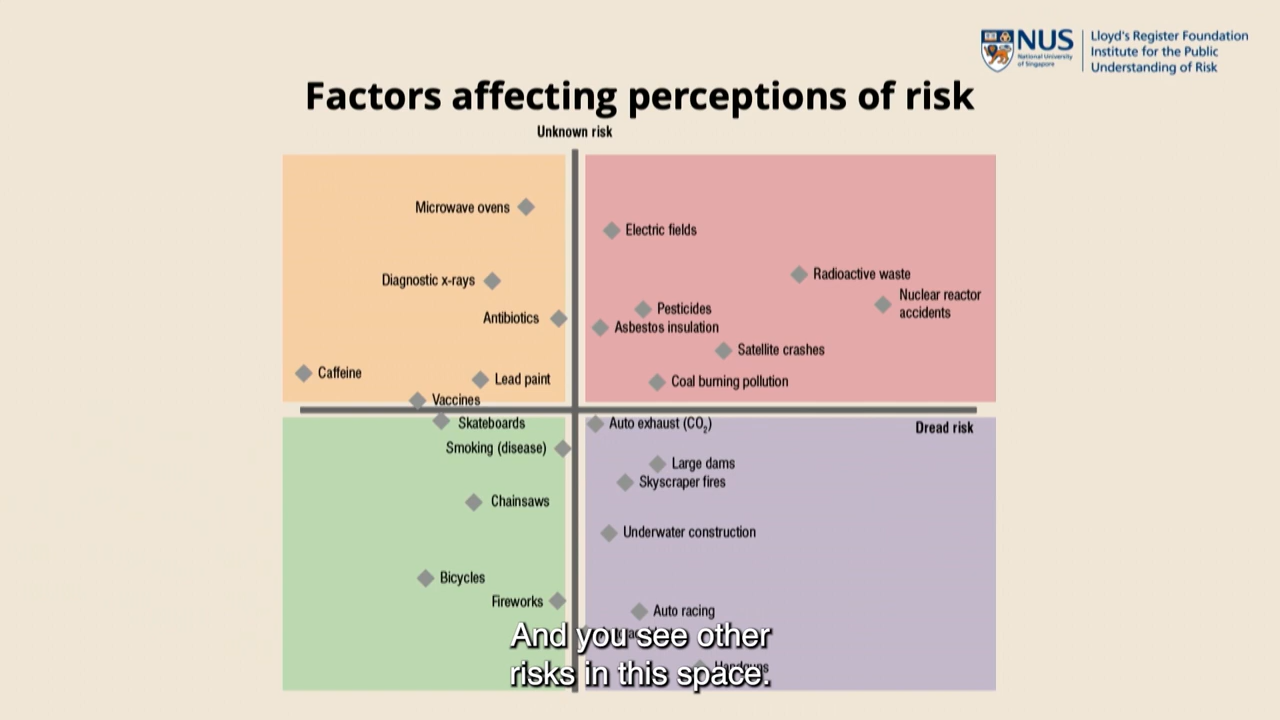 NUS
National University
of Singapore
Lloyd's Register Foundation
Institute for the Public
Understanding of Risk
Factors affecting perceptions of risk
Unknown risk
Microwave ovens
Electric fields
Diagnostic x-rays
Radioactive waste
Nuclear reactor
accidents
Antibiotics
Pesticides
Asbestos insulation
Satellite crashes
Caffeine
Lead paint
Coal burning pollution
Vaccines
Skateboards
Auto exhaust (CO₂)
Dread risk
Smoking (disease)
Large dams
Skyscraper fires
Chainsaws
Underwater construction
Bicycles
Fireworks
Auto racing
Handguns
And you see other
risks in this space.